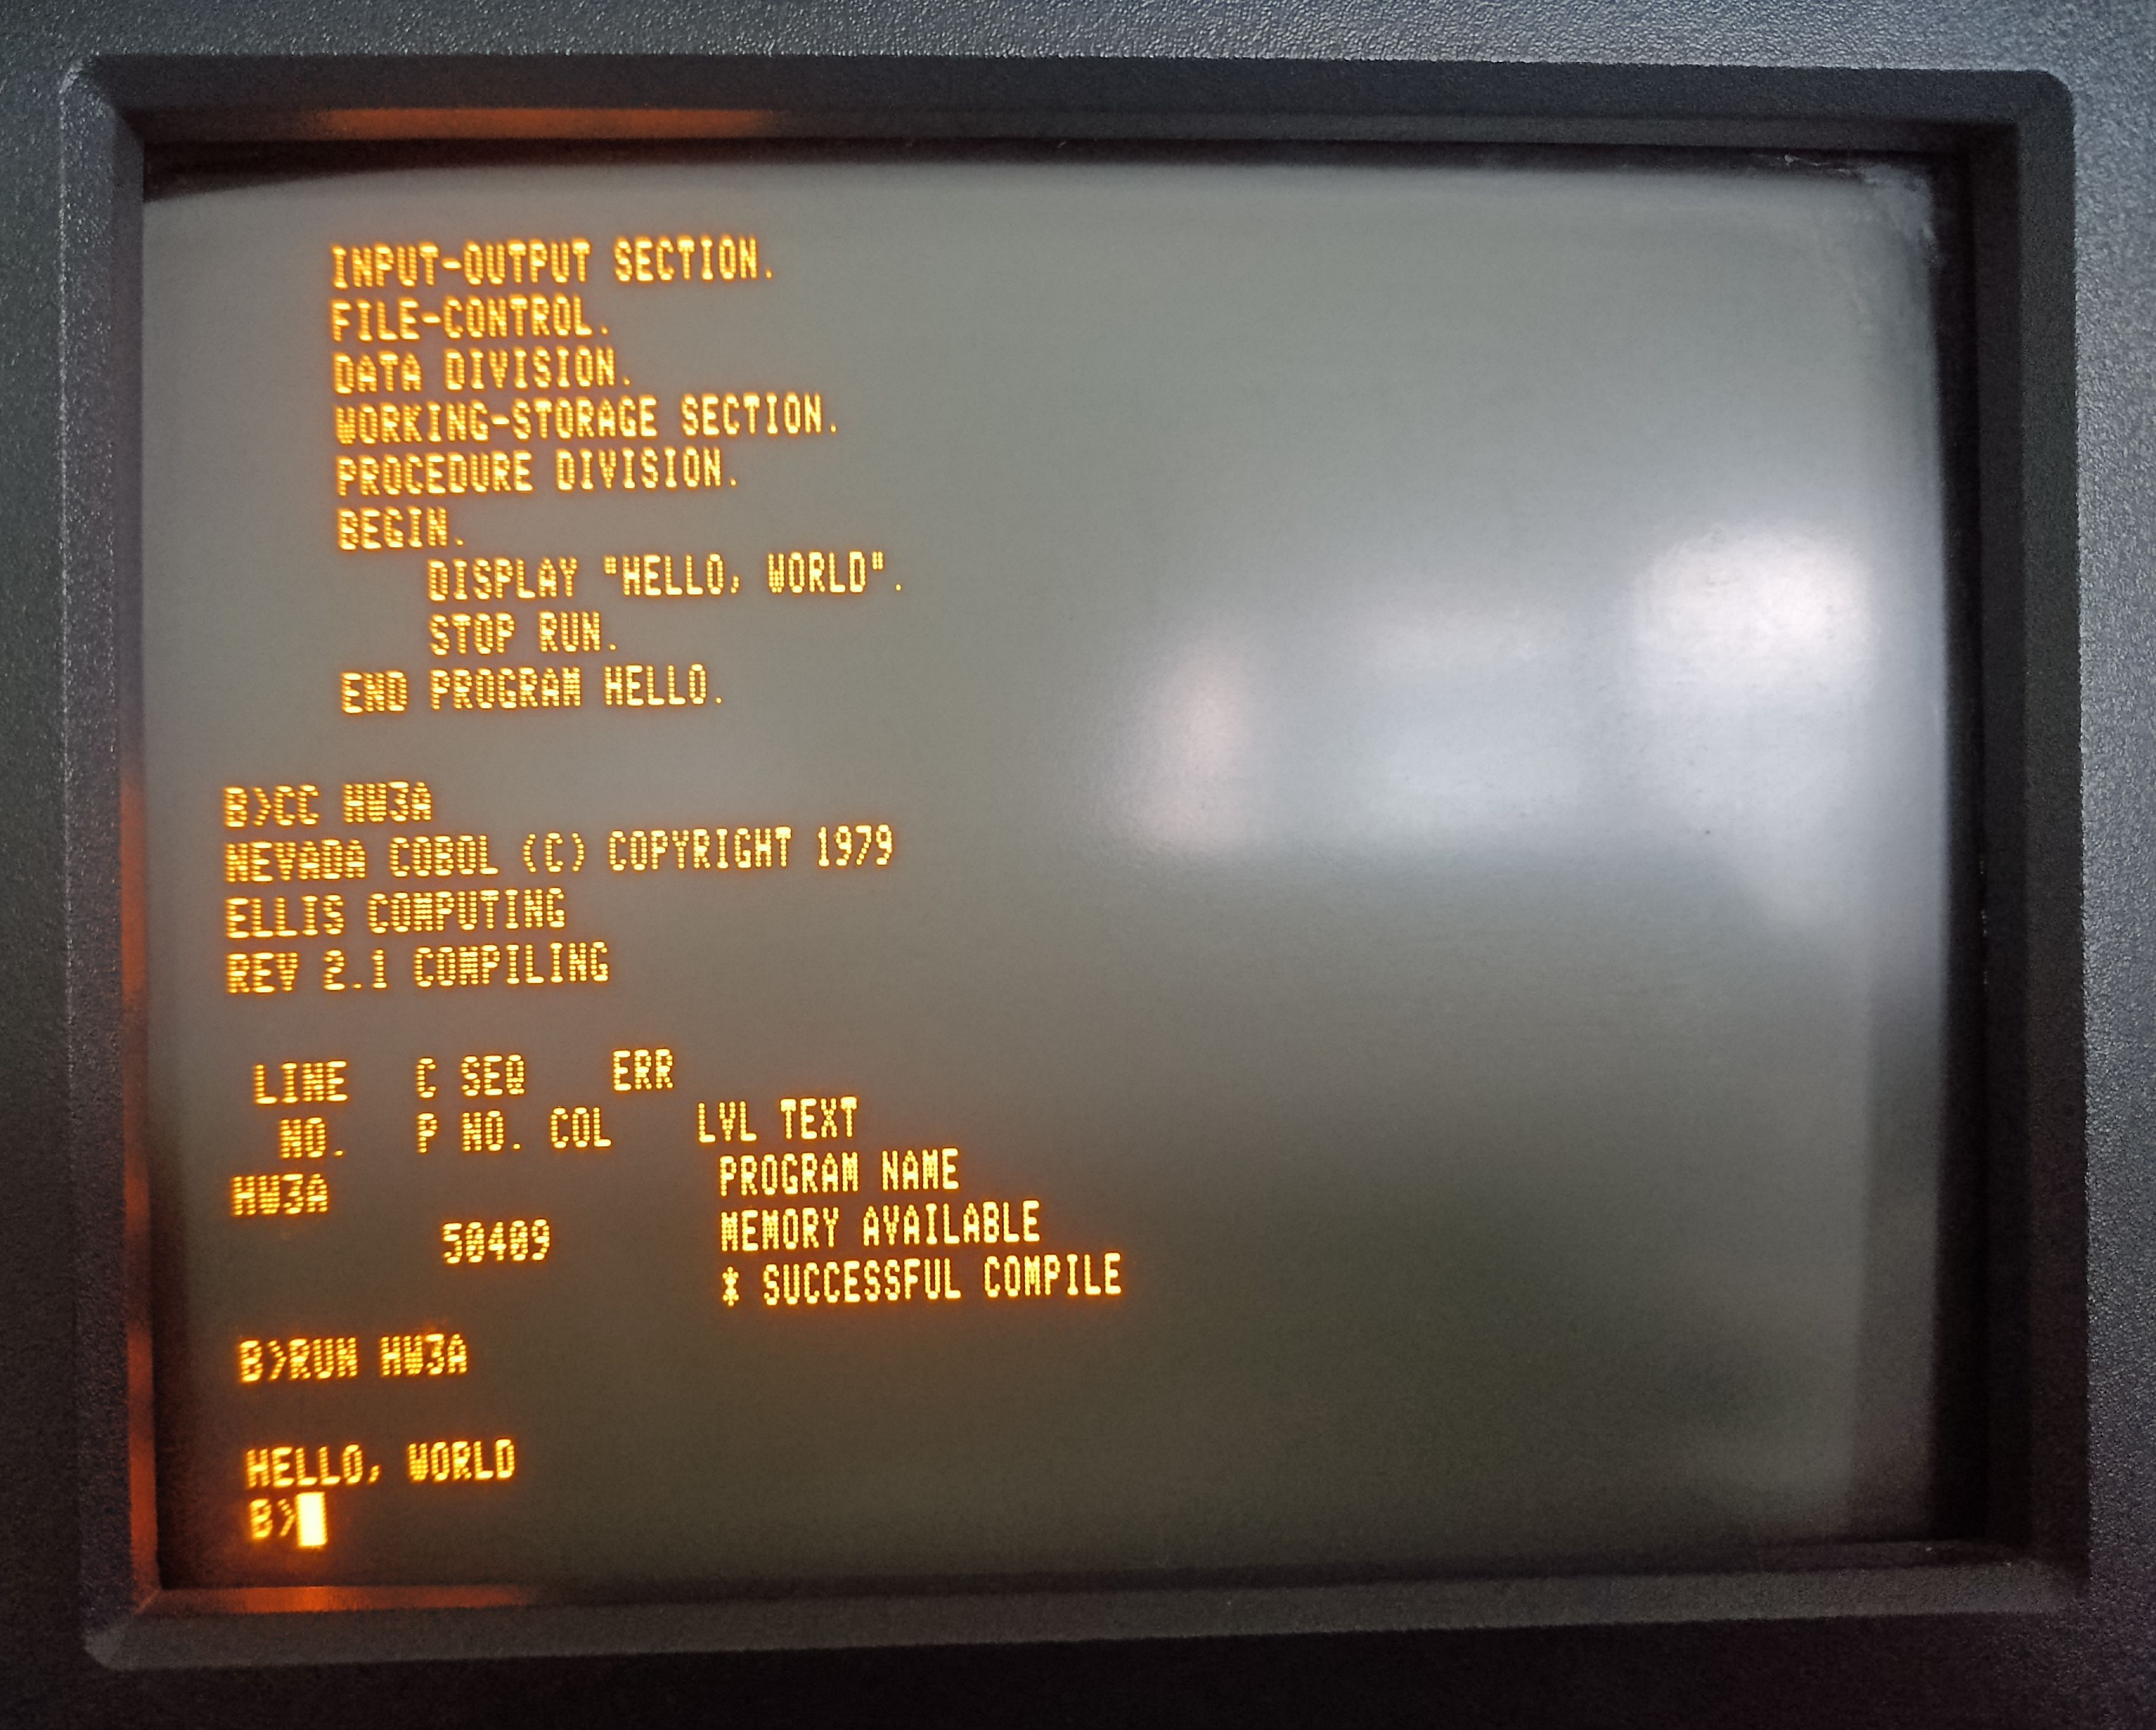 INPUT-OUTPUT SECTION.
FILE-CONTROL.
DATA DIVISION.
WORKING-STORAGE SECTION.
PROCEDURE DIVISION.
BEGIN.
DISPLAY "HELLO, WORLD".
STOP RUN.
END PROGRAM HELLO.
B>CC HW3A
NEVADA COBOL (C) COPYRIGHT 1979
ELLIS COMPUTING
REV 2.1 COMPILING
LINE C SEQ ERR
NO. P NO. COL LVL TEXT
HW3A PROGRAM NAME
50409 MEMORY AVAILABLE
* SUCCESSFUL COMPILE
B>RUN HW3A
HELLO, WORLD
B>